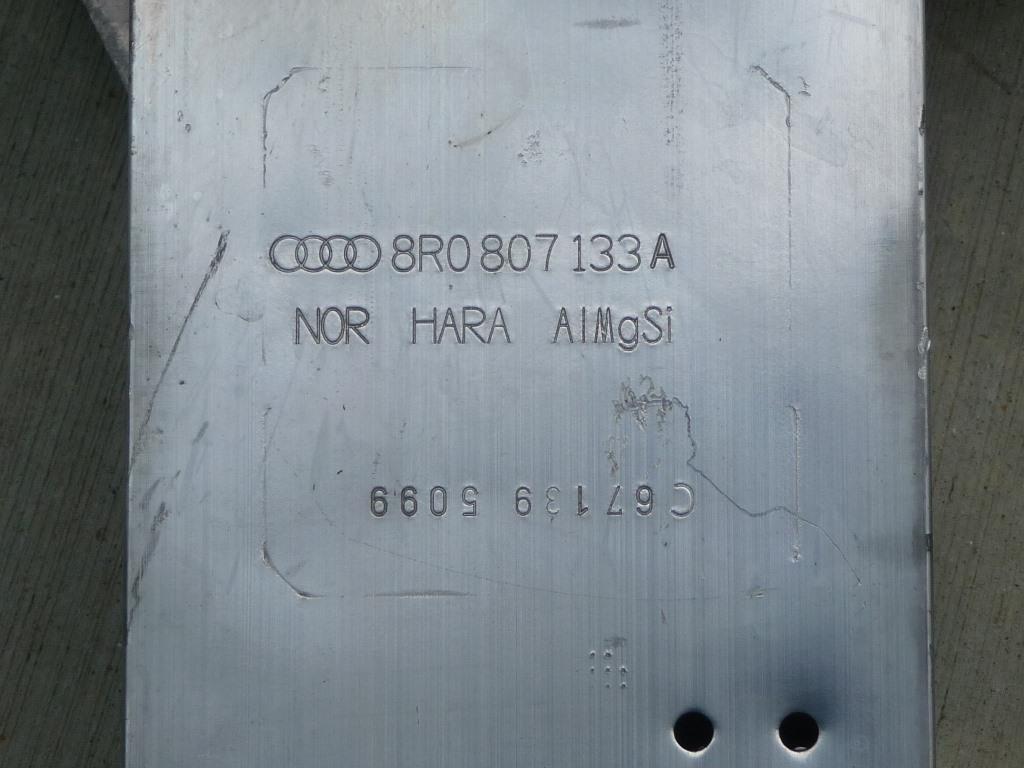 8R0 807 133 A
NOR HARA AlMgSi
C67139 5099